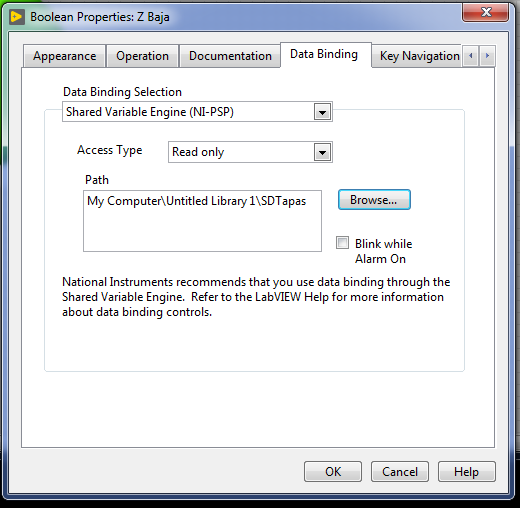 Boolean Properties: Z Baja
Appearance Operation Documentation Data Binding Key Navigation
Data Binding Selection
Shared Variable Engine (NI-PSP)
Access Type Read only
Path
My Computer\Untitled Library 1\SDTapas
Browse...
Blink while
Alarm On
National Instruments recommends that you use data binding through the
Shared Variable Engine. Refer to the LabVIEW Help for more information
about data binding controls.
OK Cancel Help